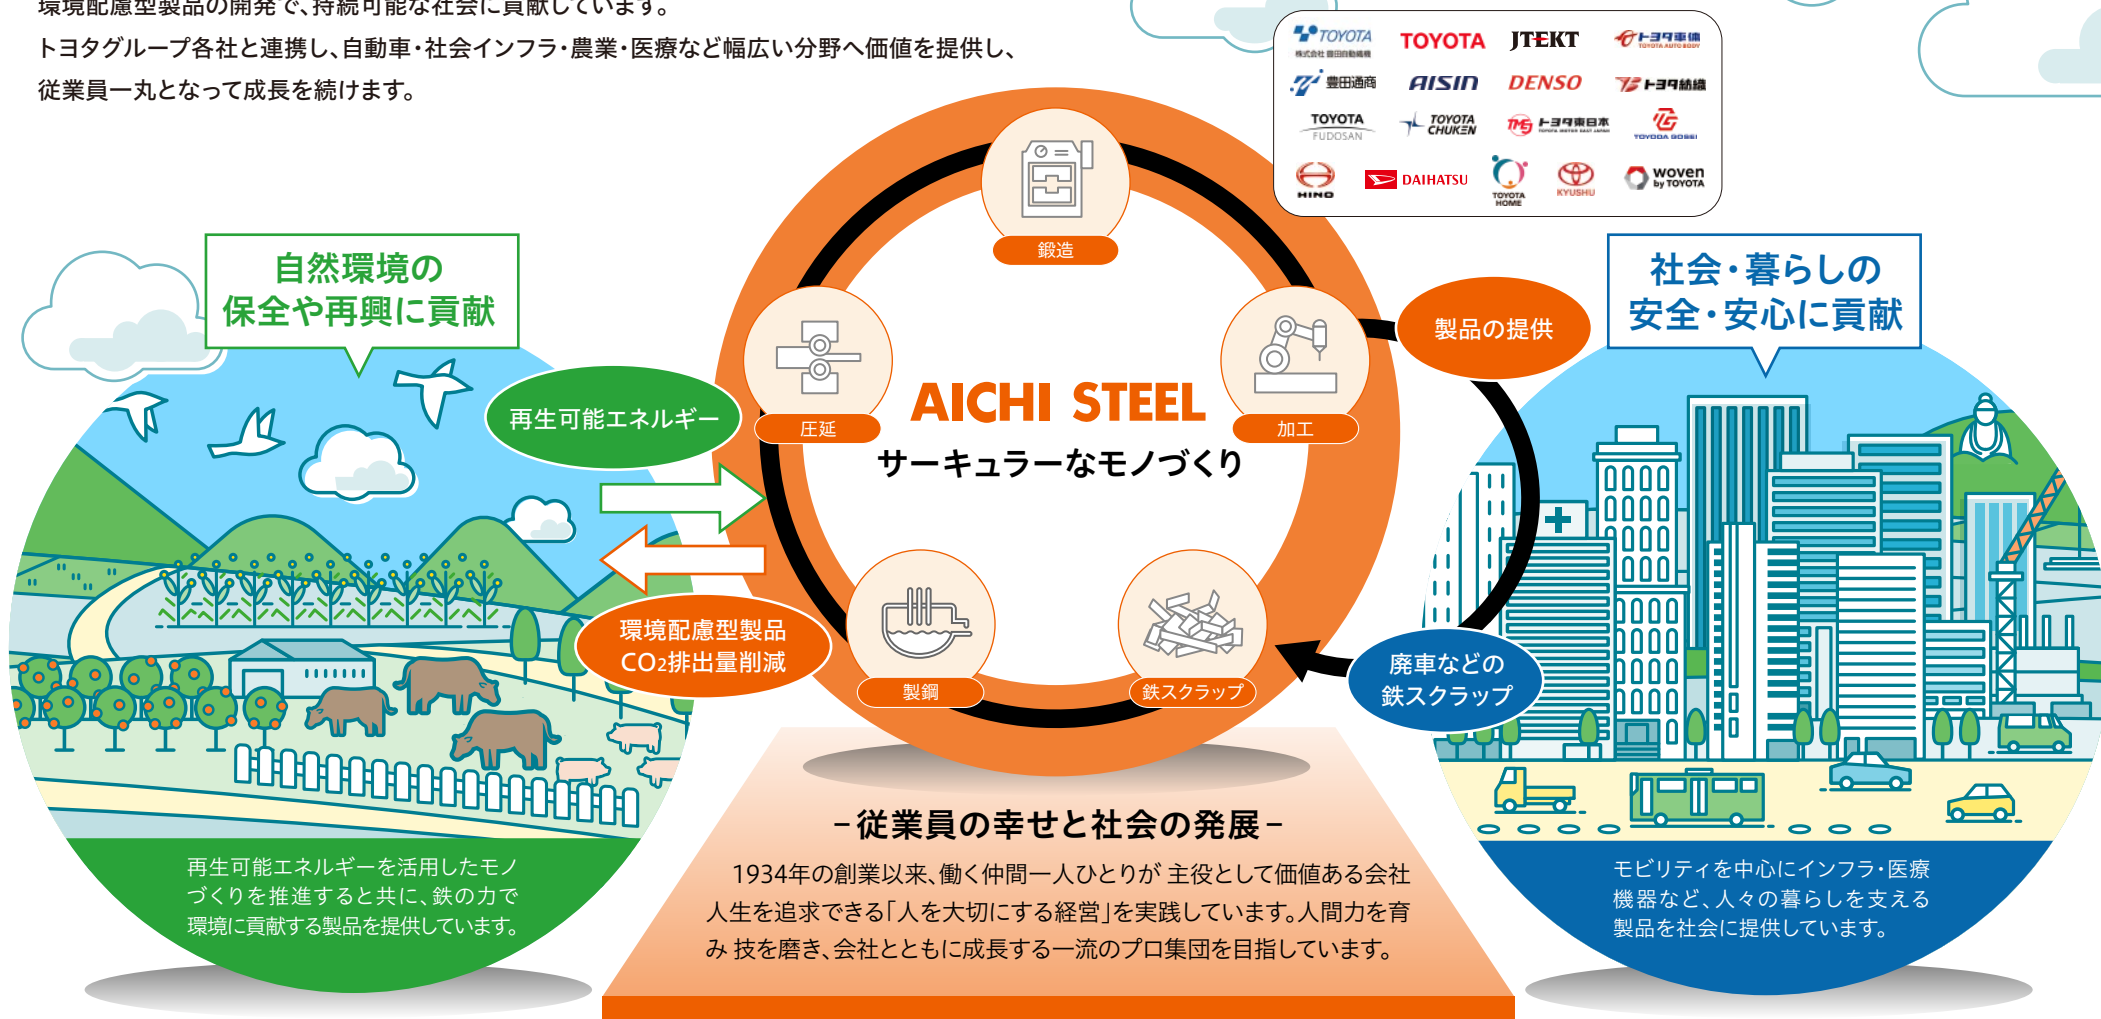 環境配慮型製品の開発で、持続可能な社会に貢献しています。
トヨタグループ各社と連携し、自動車・社会インフラ・農業・医療など幅広い分野へ価値を提供し、
従業員一丸となって成長を続けます。
TOYOTA
株式会社 豊田自動織機
TOYOTA
JTEKT
トヨタ車体
TOYOTA AUTO BODY
豊田通商
AISIN
DENSO
トヨタ紡織
TOYOTA
FUDOSAN
TOYOTA
CHUKEN
TMEJ トヨタ東日本
TOYOTA MOTOR EAST JAPAN
TOYODA GOSEI
HINO
DAIHATSU
TOYOTA
HOME
KYUSHU
woven
by TOYOTA
自然環境の
保全や再興に貢献
社会・暮らしの
安全・安心に貢献
鍛造
圧延
加工
製品の提供
再生可能エネルギー
AICHI STEEL
サーキュラーなモノづくり
環境配慮型製品
CO2排出量削減
製鋼
鉄スクラップ
廃車などの
鉄スクラップ
−従業員の幸せと社会の発展−
1934年の創業以来、働く仲間一人ひとりが 主役として価値ある会社
人生を追求できる「人を大切にする経営」を実践しています。人間力を育
み 技を磨き、会社とともに成長する一流のプロ集団を目指しています。
再生可能エネルギーを活用したモノ
づくりを推進すると共に、鉄の力で
環境に貢献する製品を提供しています。
モビリティを中心にインフラ・医療
機器など、人々の暮らしを支える
製品を社会に提供しています。